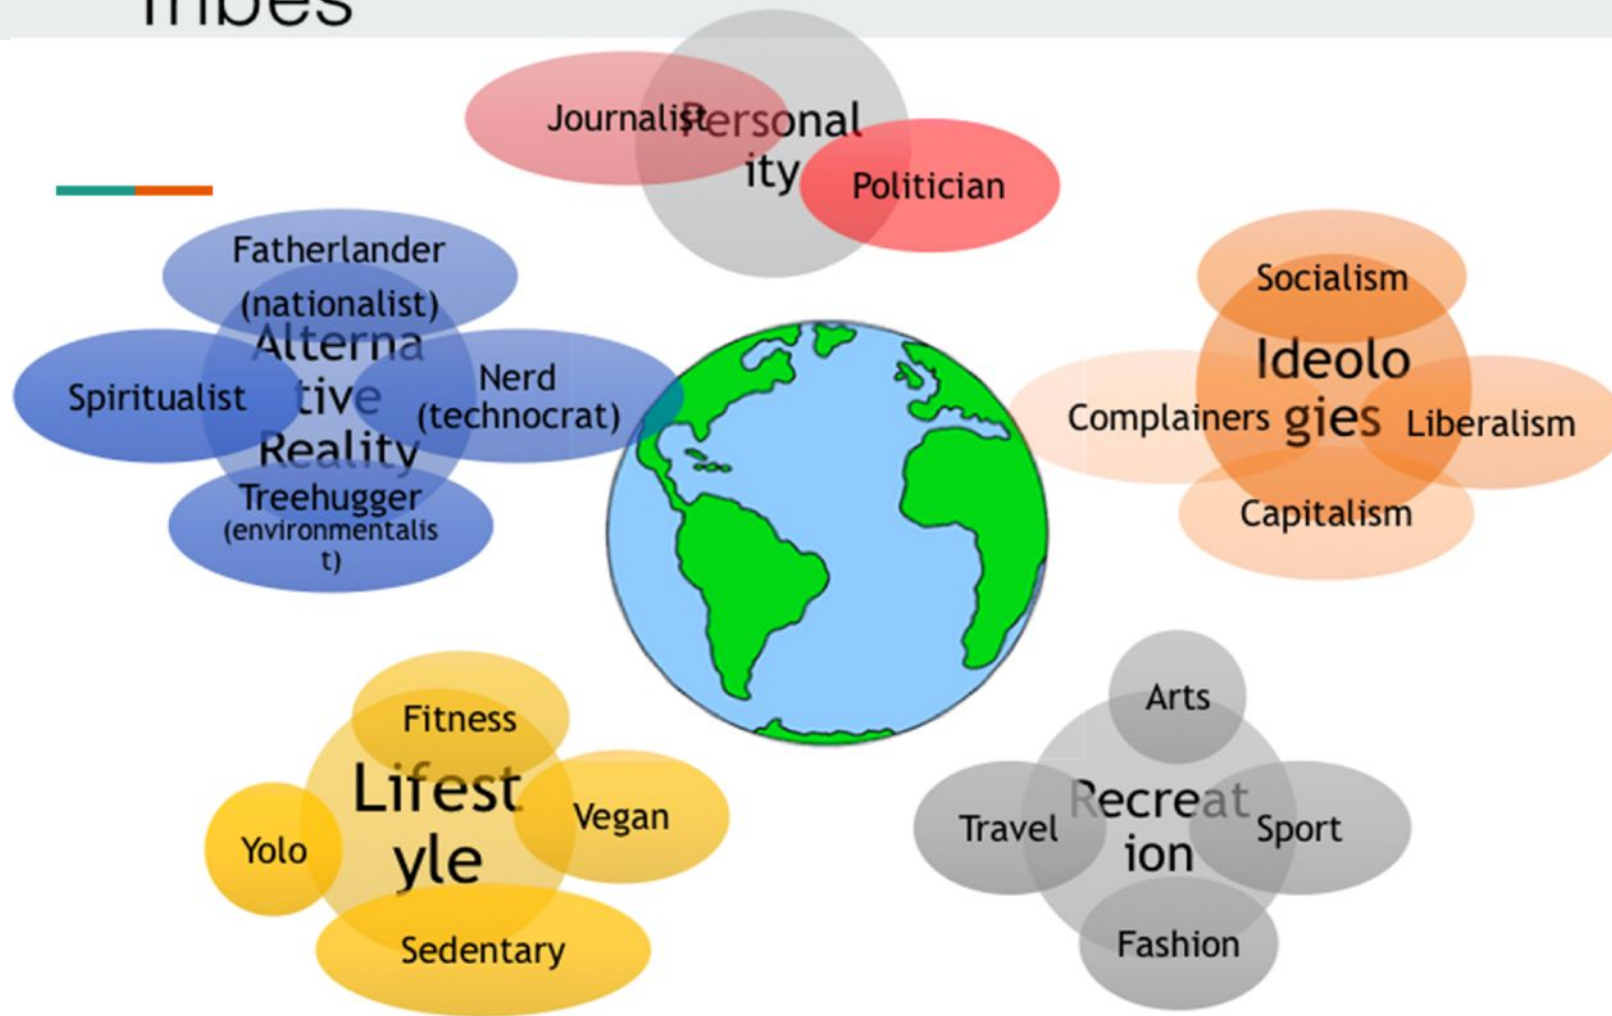 Tribes
Journalist
Personal
ity
Politician
Fatherlander
(nationalist)
Alterna
tive
Reality
Spiritualist
Nerd
(technocrat)
Treehugger
(environmentalis
t)
Socialism
Ideolo
gies
Complainers
Liberalism
Capitalism
Fitness
Lifest
yle
Vegan
Yolo
Sedentary
Arts
Recreat
ion
Travel
Sport
Fashion